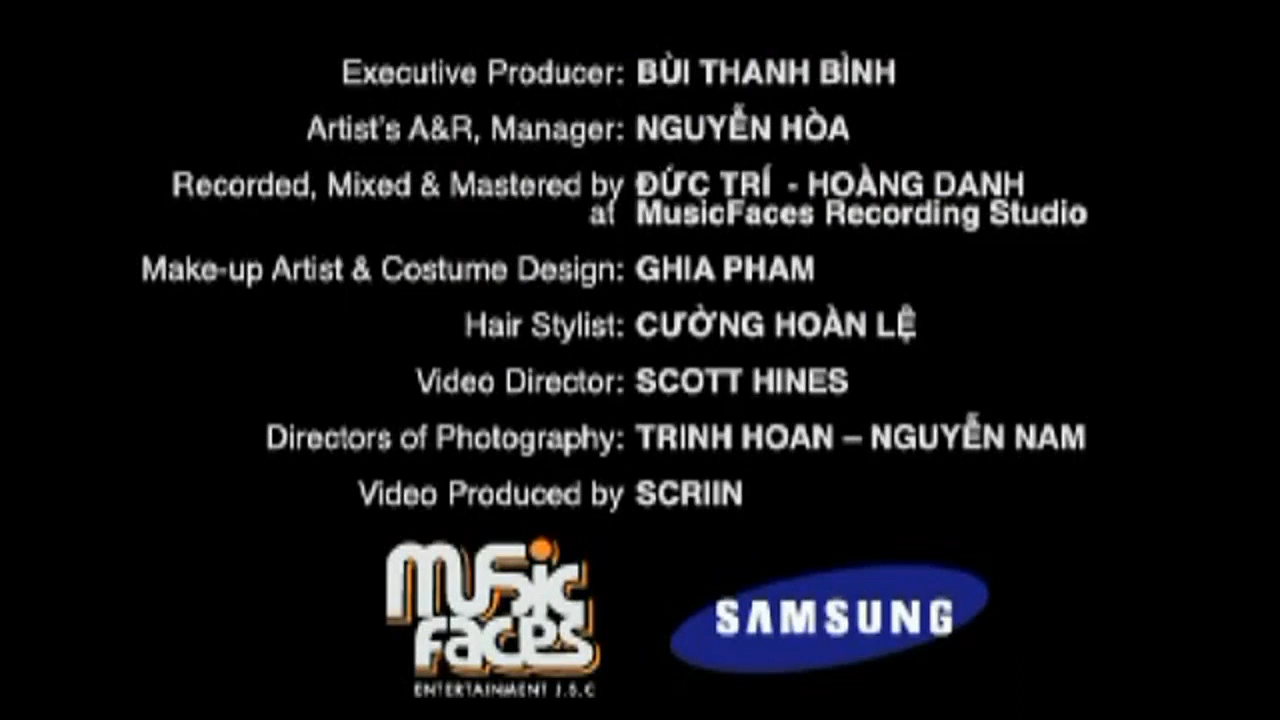 Executive Producer: BÙI THANH BÌNH
Artist's A&R, Manager: NGUYỄN HÒA
Recorded, Mixed & Mastered by ĐỨC TRÍ - HOÀNG DANH
at MusicFaces Recording Studio
Make-up Artist & Costume Design: GHIA PHAM
Hair Stylist: CƯỜNG HOÀN LỆ
Video Director: SCOTT HINES
Directors of Photography: TRINH HOAN – NGUYỄN NAM
Video Produced by SCRIIN
music
faces
ENTERTAINMENT J.S.C
SAMSUNG